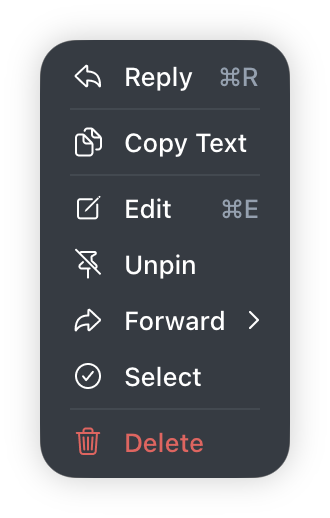 Reply ⌘R
Copy Text
Edit ⌘E
Unpin
Forward
Select
Delete